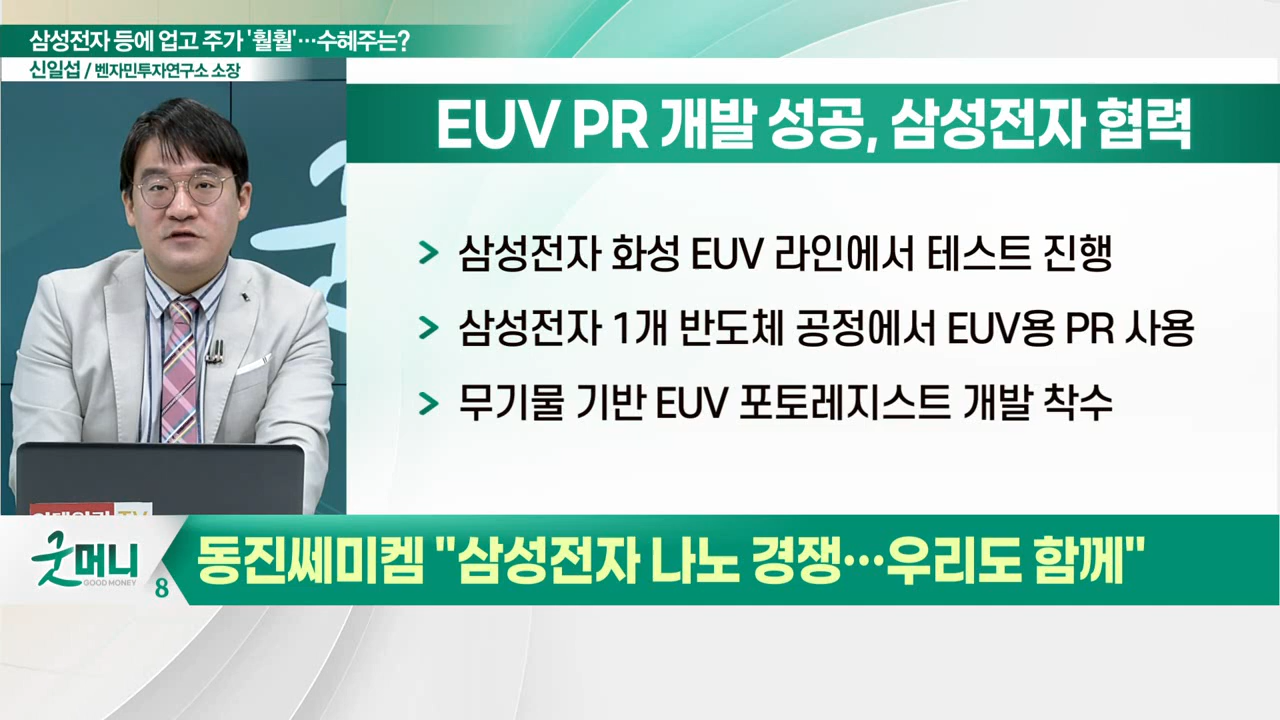 삼성전자 등에 업고 주가 '훨훨'…수혜주는?
신일섭 / 벤자민투자연구소 소장
EUV PR 개발 성공, 삼성전자 협력
> 삼성전자 화성 EUV 라인에서 테스트 진행
> 삼성전자 1개 반도체 공정에서 EUV용 PR 사용
> 무기물 기반 EUV 포토레지스트 개발 착수
굿머니
GOOD MONEY
8
동진쎄미켐 "삼성전자 나노 경쟁…우리도 함께"